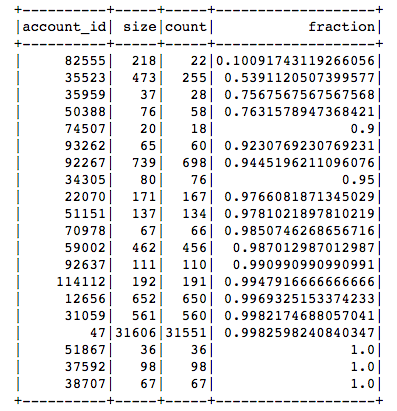 +----------+-----+-----+-------------------+
|account_id| size|count|           fraction|
+----------+-----+-----+-------------------+
|     82555|  218|   22|0.10091743119266056|
|     35523|  473|  255| 0.5391120507399577|
|     35959|   37|   28| 0.7567567567567568|
|     50388|   76|   58| 0.7631578947368421|
|     74507|   20|   18|                0.9|
|     93262|   65|   60| 0.9230769230769231|
|     92267|  739|  698| 0.9445196211096076|
|     34305|   80|   76|               0.95|
|     22070|  171|  167| 0.9766081871345029|
|     51151|  137|  134| 0.9781021897810219|
|     70978|   67|   66| 0.9850746268656716|
|     59002|  462|  456|  0.987012987012987|
|     92637|  111|  110|  0.990990990990991|
|    114112|  192|  191| 0.9947916666666666|
|     12656|  652|  650| 0.9969325153374233|
|     31059|  561|  560| 0.9982174688057041|
|        47|31606|31551| 0.9982598240840347|
|     51867|   36|   36|                1.0|
|     37592|   98|   98|                1.0|
|     38707|   67|   67|                1.0|
+----------+-----+-----+-------------------+